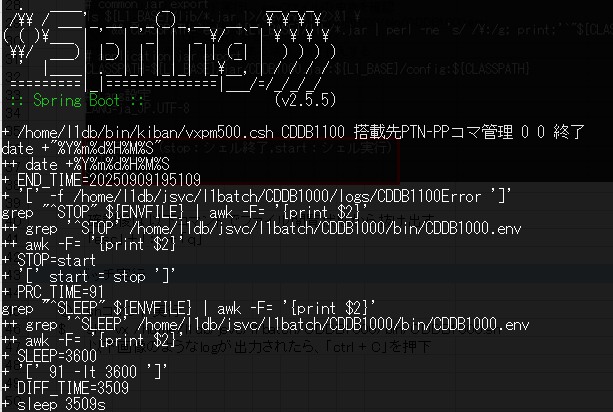 :: Spring Boot ::                (v2.5.5)
+ /home/l1db/bin/kiban/vxpm500.csh CDDB1100 搭載先PTN-PPコマ管理 0 0 終了
date +"%Y%m%d%H%M%S"
++ date +%Y%m%d%H%M%S
+ END_TIME=20250909195109
+ '[' -f /home/l1db/jsvc/l1batch/CDDB1000/logs/CDDB1100Error ']'
grep "^STOP" ${ENVFILE} | awk -F= '{print $2}'
++ grep '^STOP' /home/l1db/jsvc/l1batch/CDDB1000/bin/CDDB1000.env
++ awk -F= '{print $2}'
+ STOP=start
+ '[' start = stop ']'
+ PRC_TIME=91
grep "^SLEEP" ${ENVFILE} | awk -F= '{print $2}'
++ grep '^SLEEP' /home/l1db/jsvc/l1batch/CDDB1000/bin/CDDB1000.env
++ awk -F= '{print $2}'
+ SLEEP=3600
+ '[' 91 -lt 3600 ']'
+ DIFF_TIME=3509
+ sleep 3509s